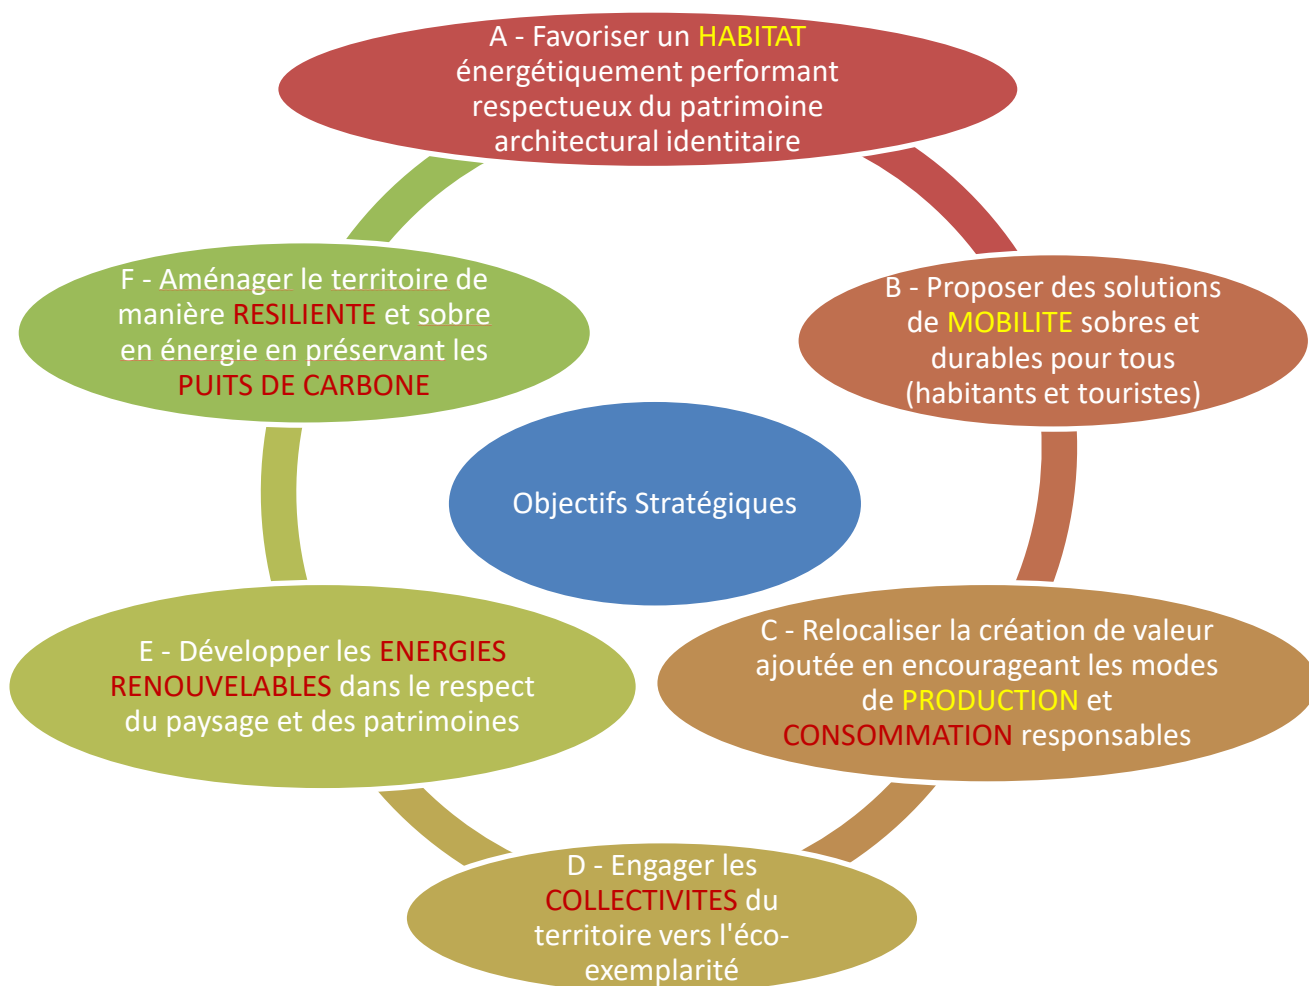 A - Favoriser un HABITAT
énergétiquement performant
respectueux du patrimoine
architectural identitaire
B - Proposer des solutions
de MOBILITE sobres et
durables pour tous
(habitants et touristes)
C - Relocaliser la création de valeur
ajoutée en encourageant les modes
de PRODUCTION et
CONSOMMATION responsables
D - Engager les
COLLECTIVITES du
territoire vers l'éco-
exemplarité
E - Développer les ENERGIES
RENOUVELABLES dans le respect
du paysage et des patrimoines
F - Aménager le territoire de
manière RESILIENTE et sobre
en énergie en préservant les
PUITS DE CARBONE
Objectifs Stratégiques